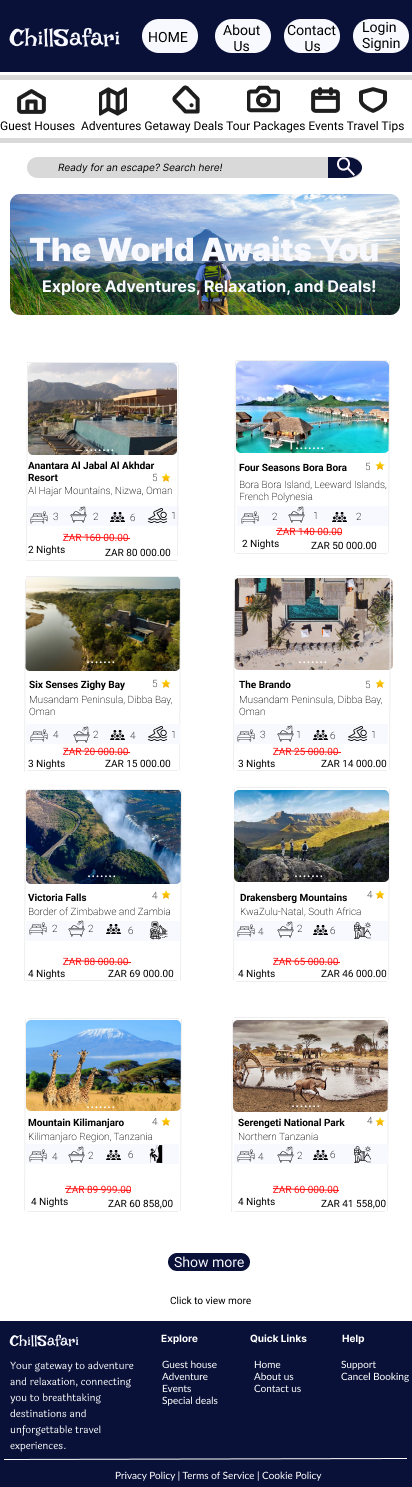 ChillSafari
HOME
About
Us
Contact
Us
Login
Signin
Guest Houses Adventures Getaway Deals Tour Packages Events Travel Tips
Ready for an escape? Search here!
The World Awaits You
Explore Adventures, Relaxation, and Deals!
Anantara Al Jabal Al Akhdar
Resort 5
Al Hajar Mountains, Nizwa, Oman
3 2 6 1
ZAR 160 00.00
2 Nights ZAR 80 000.00
Four Seasons Bora Bora 5
Bora Bora Island, Leeward Islands,
French Polynesia
2 1 2
ZAR 140 00.00
2 Nights ZAR 50 000.00
Six Senses Zighy Bay 5
Musandam Peninsula, Dibba Bay,
Oman
4 2 4 1
ZAR 20 000.00
3 Nights ZAR 15 000.00
The Brando 5
Musandam Peninsula, Dibba Bay,
Oman
3 1 6 1
ZAR 25 000.00
3 Nights ZAR 14 000.00
Victoria Falls 4
Border of Zimbabwe and Zambia
2 2 6
ZAR 88 000.00
4 Nights ZAR 69 000.00
Drakensberg Mountains 4
KwaZulu-Natal, South Africa
4 2 6
ZAR 65 000.00
4 Nights ZAR 46 000.00
Mountain Kilimanjaro 4
Kilimanjaro Region, Tanzania
4 2 6
ZAR 89 999.00
4 Nights ZAR 60 858,00
Serengeti National Park 4
Northern Tanzania
4 2 6
ZAR 60 000.00
4 Nights ZAR 41 558,00
Show more
Click to view more
ChillSafari
Your gateway to adventure
and relaxation, connecting
you to breathtaking
destinations and
unforgettable travel
experiences.
Explore
Guest house
Adventure
Events
Special deals
Quick Links
Home
About us
Contact us
Help
Support
Cancel Booking
Privacy Policy | Terms of Service | Cookie Policy